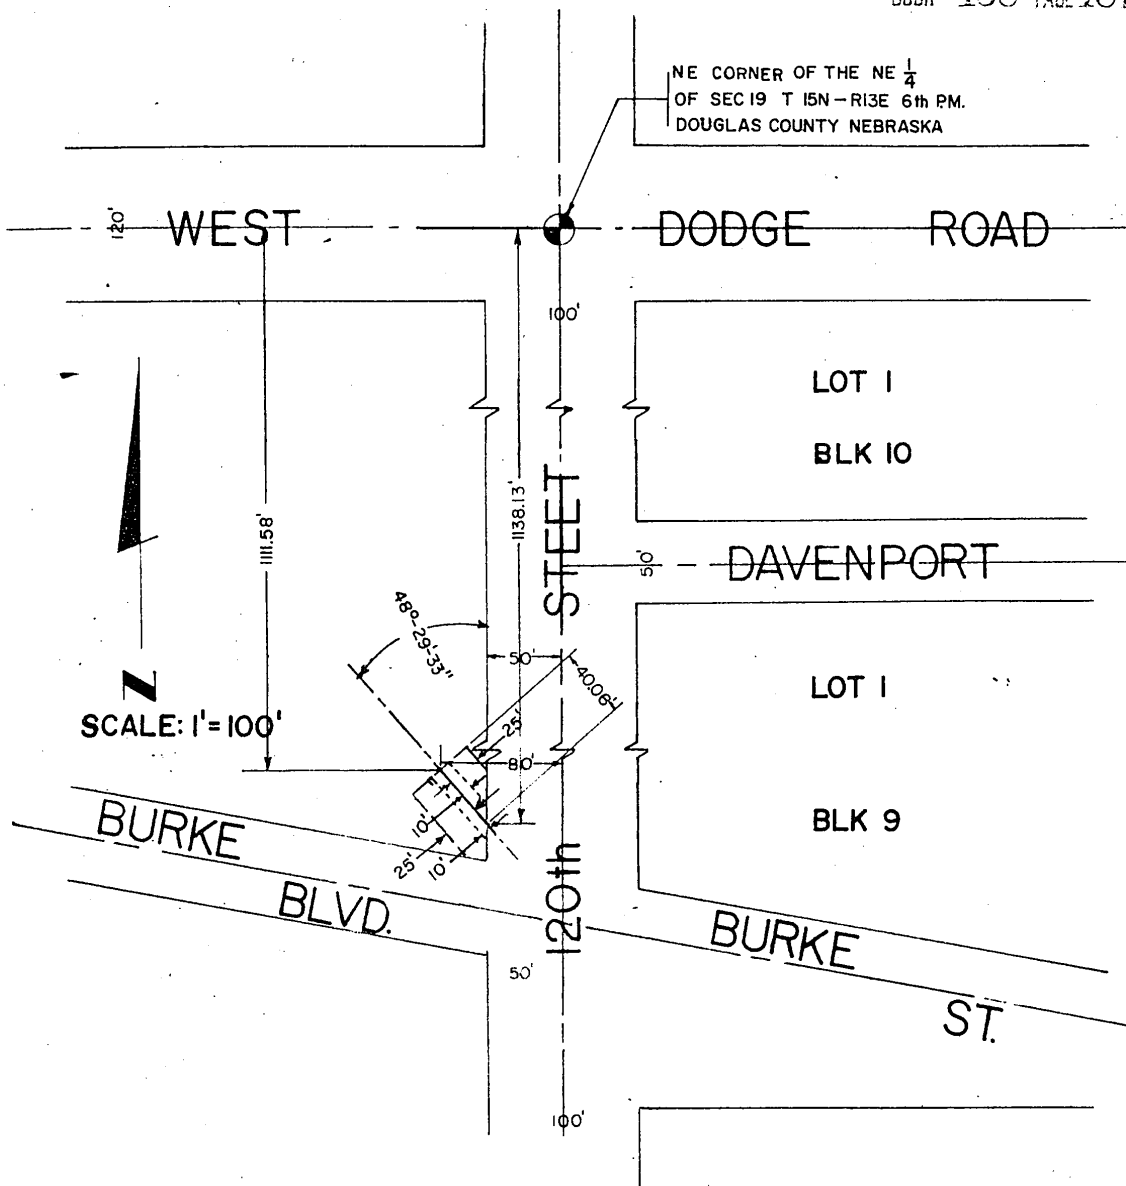 NE CORNER OF THE NE 1/4
OF SEC 19 T 15N-R13E 6th P.M.
DOUGLAS COUNTY NEBRASKA
120'
WEST DODGE ROAD
100'
LOT 1
BLK 10
1111.58'
1138.13'
STEET
50'
DAVENPORT
48°-29'-33"
50'
40.06'
LOT 1
N
SCALE: 1'=100'
25'
80'
BURKE
BLVD.
10'
25'
10'
BLK 9
120th
BURKE
ST.
50'
100'